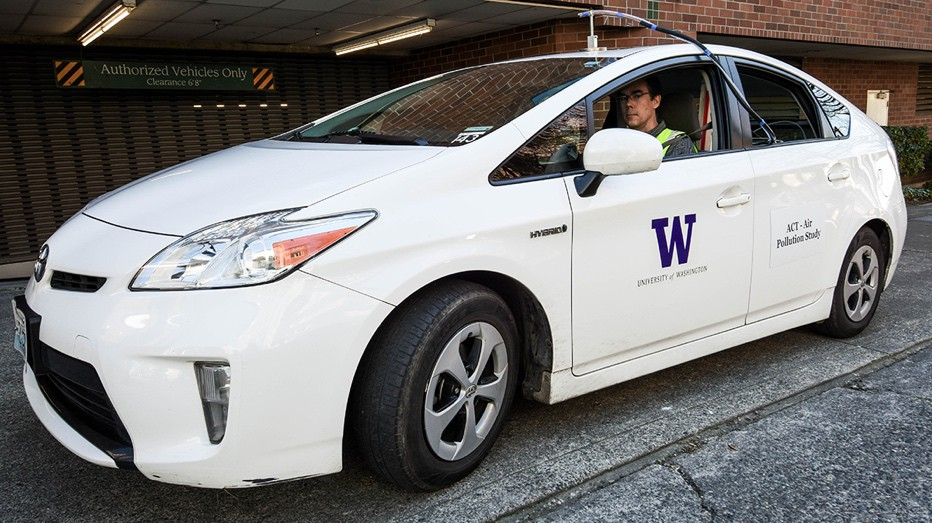 Authorized Vehicles Only
Clearance 6'8"
HYBRID
W
UNIVERSITY of WASHINGTON
ACT - Air
Pollution Study